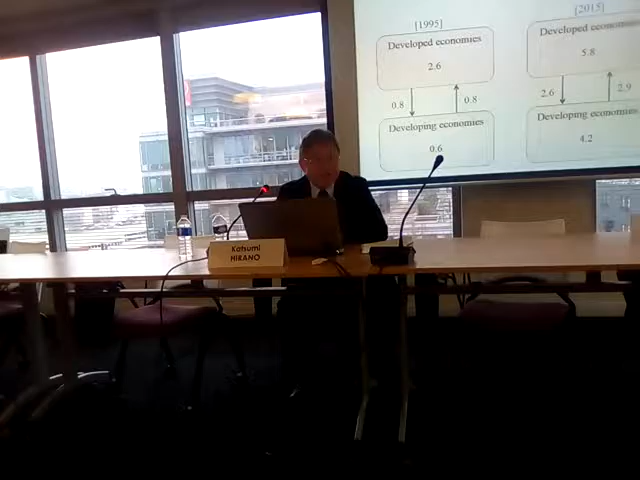 [1995]
Developed economies
2.6
0.8
0.8
Developing economies
0.6
[2015]
Developed economies
5.8
2.6
2.9
Developing economies
4.2
Katsumi
HIRANO